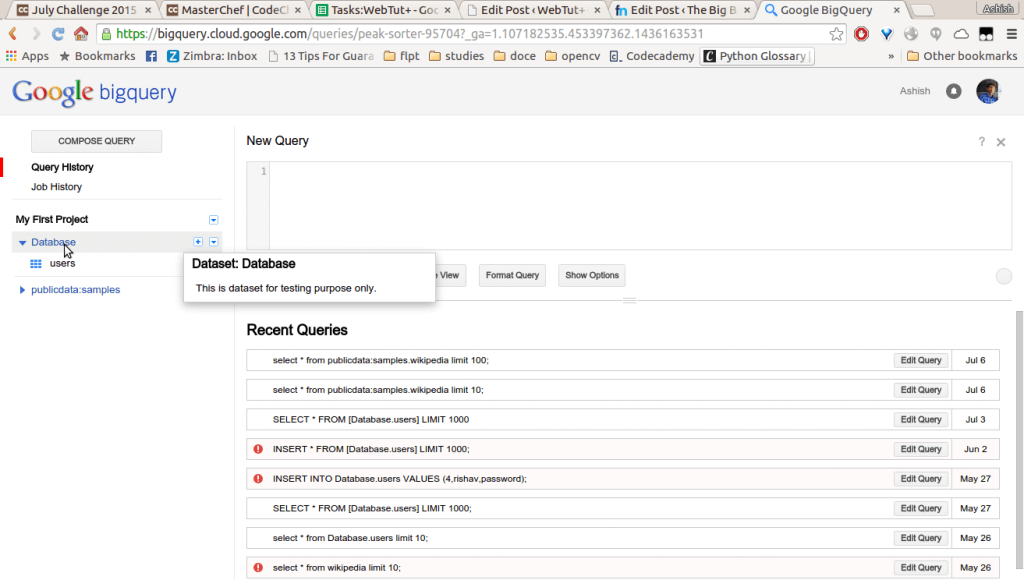 July Challenge 2015
MasterChef | CodeC
Tasks:WebTut+ - Goo
Edit Post ‹ WebTut+
Edit Post ‹ The Big B
Google BigQuery
Ashish
https://bigquery.cloud.google.com/queries/peak-sorter-95704?_ga=1.107182535.453397362.1436163531
Apps
Bookmarks
Zimbra: Inbox
13 Tips For Guara
flpt
studies
doce
opencv
Codecademy
Python Glossary
»
Other bookmarks
Google bigquery
Ashish
COMPOSE QUERY
Query History
Job History
My First Project
Database
users
publicdata:samples
Dataset: Database
This is dataset for testing purpose only.
New Query
?
1
View
Format Query
Show Options
Recent Queries
select * from publicdata:samples.wikipedia limit 100; Edit Query Jul 6
select * from publicdata:samples.wikipedia limit 10; Edit Query Jul 6
SELECT * FROM [Database.users] LIMIT 1000 Edit Query Jul 3
INSERT * FROM [Database.users] LIMIT 1000; Edit Query Jun 2
INSERT INTO Database.users VALUES (4,rishav,password); Edit Query May 27
SELECT * FROM [Database.users] LIMIT 1000; Edit Query May 27
select * from Database.users limit 10; Edit Query May 26
select * from wikipedia limit 10; Edit Query May 26